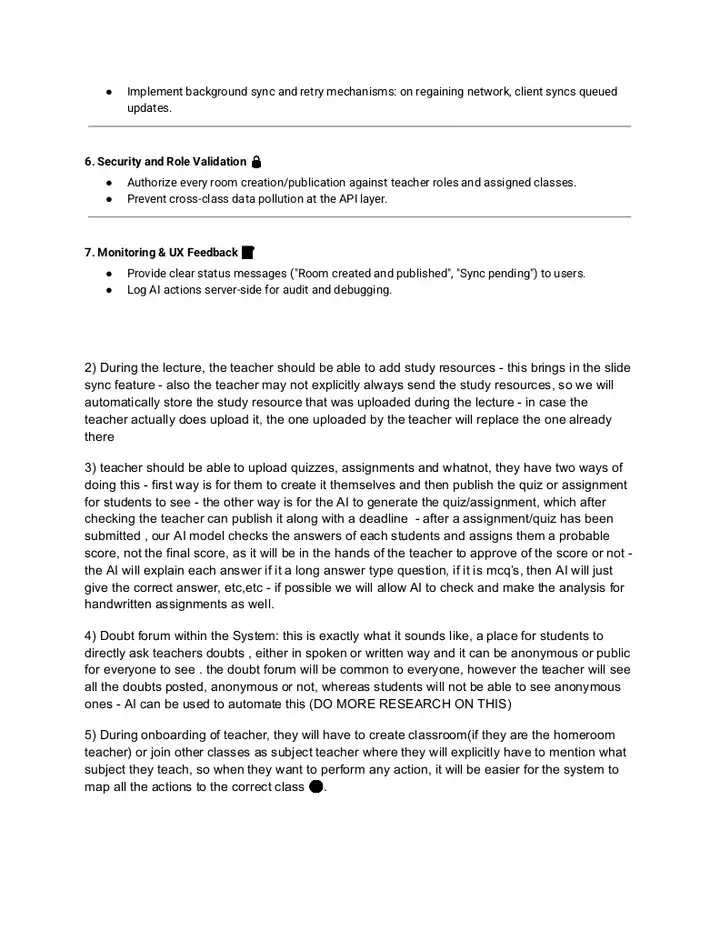 ● Implement background sync and retry mechanisms: on regaining network, client syncs queued
updates.
6. Security and Role Validation 🔒
● Authorize every room creation/publication against teacher roles and assigned classes.
● Prevent cross-class data pollution at the API layer.
7. Monitoring & UX Feedback
● Provide clear status messages ("Room created and published", "Sync pending") to users.
● Log AI actions server-side for audit and debugging.
2) During the lecture, the teacher should be able to add study resources - this brings in the slide
sync feature - also the teacher may not explicitly always send the study resources, so we will
automatically store the study resource that was uploaded during the lecture - in case the
teacher actually does upload it, the one uploaded by the teacher will replace the one already
there
3) teacher should be able to upload quizzes, assignments and whatnot, they have two ways of
doing this - first way is for them to create it themselves and then publish the quiz or assignment
for students to see - the other way is for the AI to generate the quiz/assignment, which after
checking the teacher can publish it along with a deadline - after a assignment/quiz has been
submitted , our AI model checks the answers of each students and assigns them a probable
score, not the final score, as it will be in the hands of the teacher to approve of the score or not -
the AI will explain each answer if it a long answer type question, if it is mcq's, then AI will just
give the correct answer, etc,etc - if possible we will allow AI to check and make the analysis for
handwritten assignments as well.
4) Doubt forum within the System: this is exactly what it sounds like, a place for students to
directly ask teachers doubts , either in spoken or written way and it can be anonymous or public
for everyone to see . the doubt forum will be common to everyone, however the teacher will see
all the doubts posted, anonymous or not, whereas students will not be able to see anonymous
ones - AI can be used to automate this (DO MORE RESEARCH ON THIS)
5) During onboarding of teacher, they will have to create classroom(if they are the homeroom
teacher) or join other classes as subject teacher where they will explicitly have to mention what
subject they teach, so when they want to perform any action, it will be easier for the system to
map all the actions to the correct class .